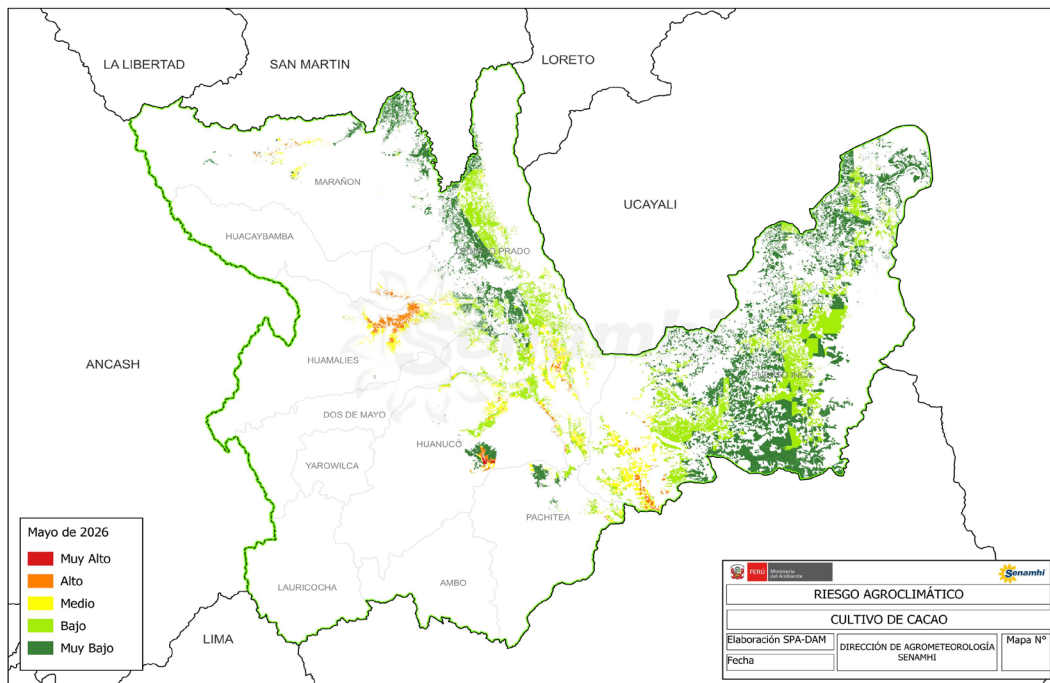 LA LIBERTAD
SAN MARTIN
LORETO
MARAÑON
UCAYALI
HUACAYBAMBA
PRADO
ANCASH
HUAMALIES
Senamhi
INCA
DOS DE MAYO
HUANUCO
YAROWILCA
PACHITEA
LAURICOCHA
AMBO
LIMA
Mayo de 2026
Muy Alto
Alto
Medio
Bajo
Muy Bajo
PERÚ
Ministerio
del Ambiente
Senamhi
RIESGO AGROCLIMÁTICO
CULTIVO DE CACAO
Elaboración SPA-DAM
Fecha
DIRECCIÓN DE AGROMETEOROLOGÍA
SENAMHI
Mapa N°